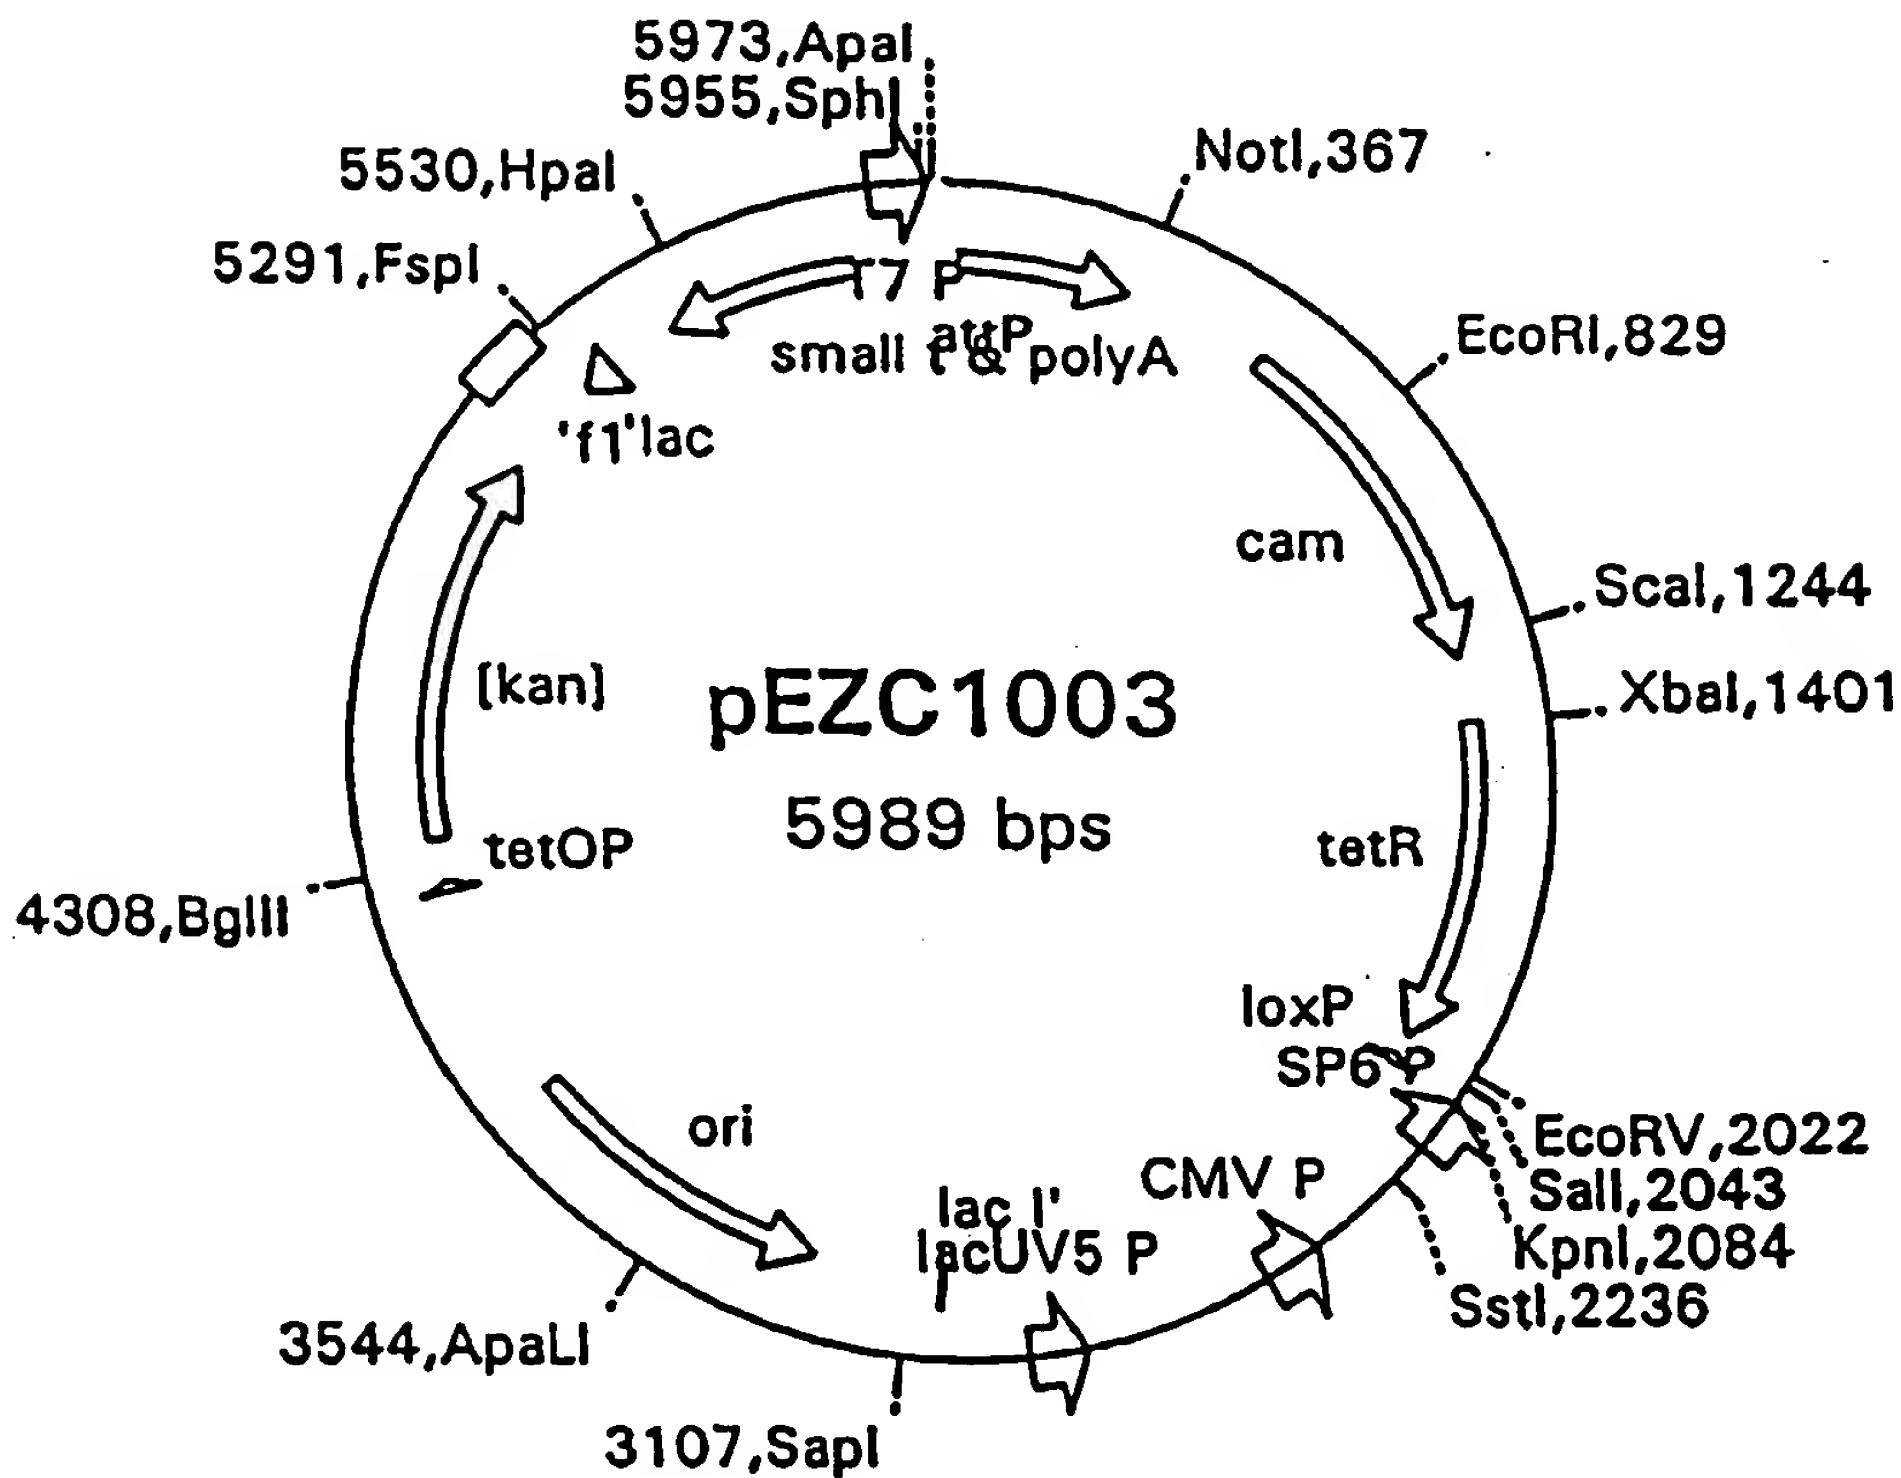 5973,ApaI
5955,SphI
NotI,367
5530,HpaI
5291,FspI
T7 P
attP
EcoRI,829
small t & polyA
'f1'lac
cam
ScaI,1244
[kan]
pEZC1003
XbaI,1401
5989 bps
tetOP
tetR
4308,BglII
loxP
SP6 P
ori
EcoRV,2022
CMV P
SalI,2043
lac I'
lacUV5 P
KpnI,2084
SstI,2236
3544,ApaLI
3107,SapI